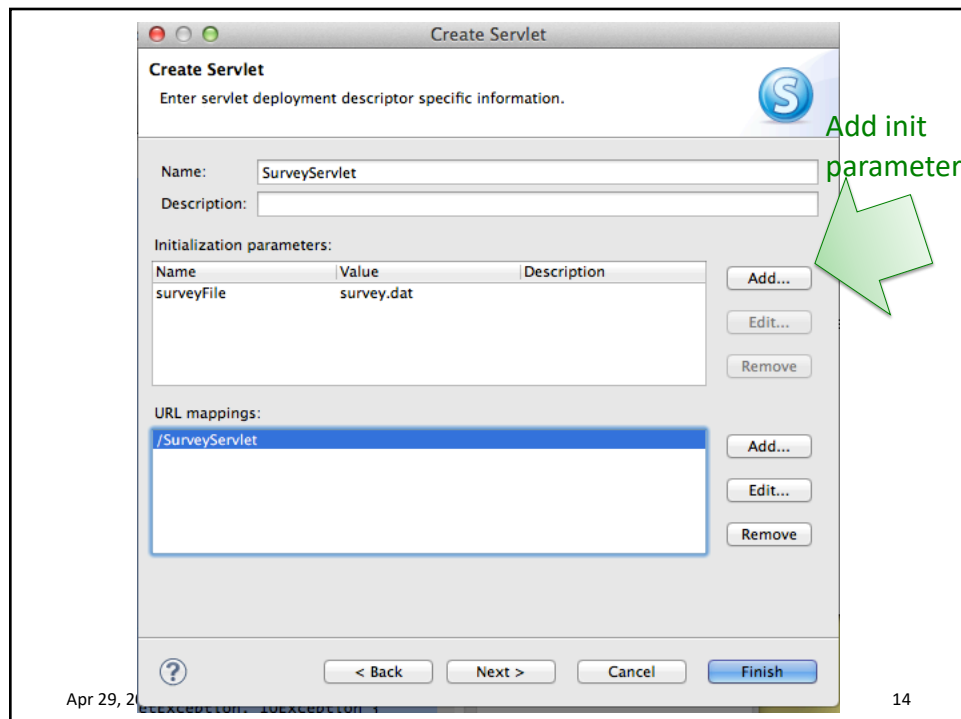 Create Servlet
Create Servlet
Enter servlet deployment descriptor specific information.
S
Add init
parameter
Name: SurveyServlet
Description:
Initialization parameters:
Name Value Description
surveyFile survey.dat
Add...
Edit...
Remove
URL mappings:
/SurveyServlet
Add...
Edit...
Remove
? < Back Next > Cancel Finish
Apr 29, 14
IOException {